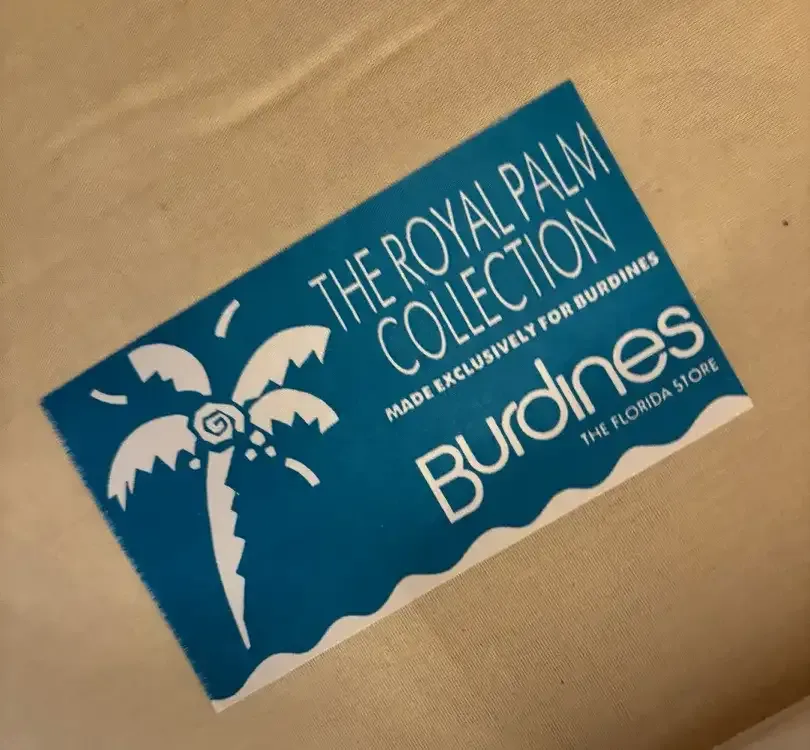 THE ROYAL PALM
COLLECTION
MADE EXCLUSIVELY FOR BURDINES
Burdines
THE FLORIDA STORE